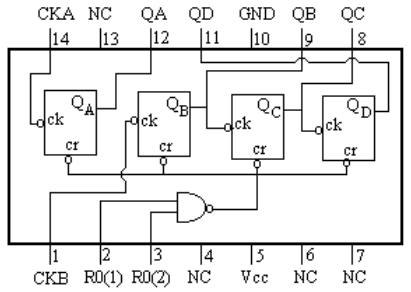 CKA NC QA QD GND QB QC
14 13 12 11 10 9 8
QA QB QC QD
ck ck ck ck
cr cr cr cr
1 2 3 4 5 6 7
CKB R0(1) R0(2) NC Vcc NC NC